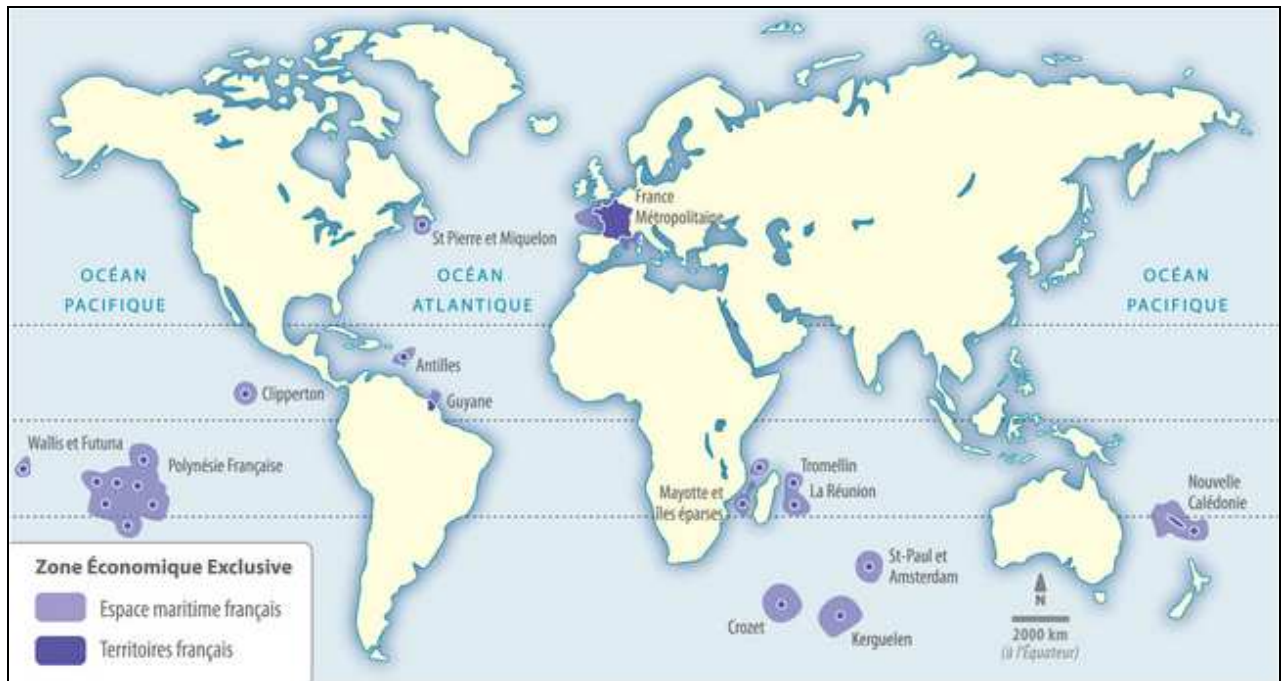 France
Métropolitaine
St Pierre et Miquelon
OCÉAN
PACIFIQUE
OCÉAN
ATLANTIQUE
OCÉAN
PACIFIQUE
Antilles
Clipperton
Guyane
Wallis et Futuna
Polynésie Française
Tromellin
La Réunion
Mayotte et
îles éparses
Nouvelle
Calédonie
St-Paul et
Amsterdam
Crozet
Kerguelen
N
2000 km
(à l'Équateur)
Zone Économique Exclusive
Espace maritime français
Territoires français